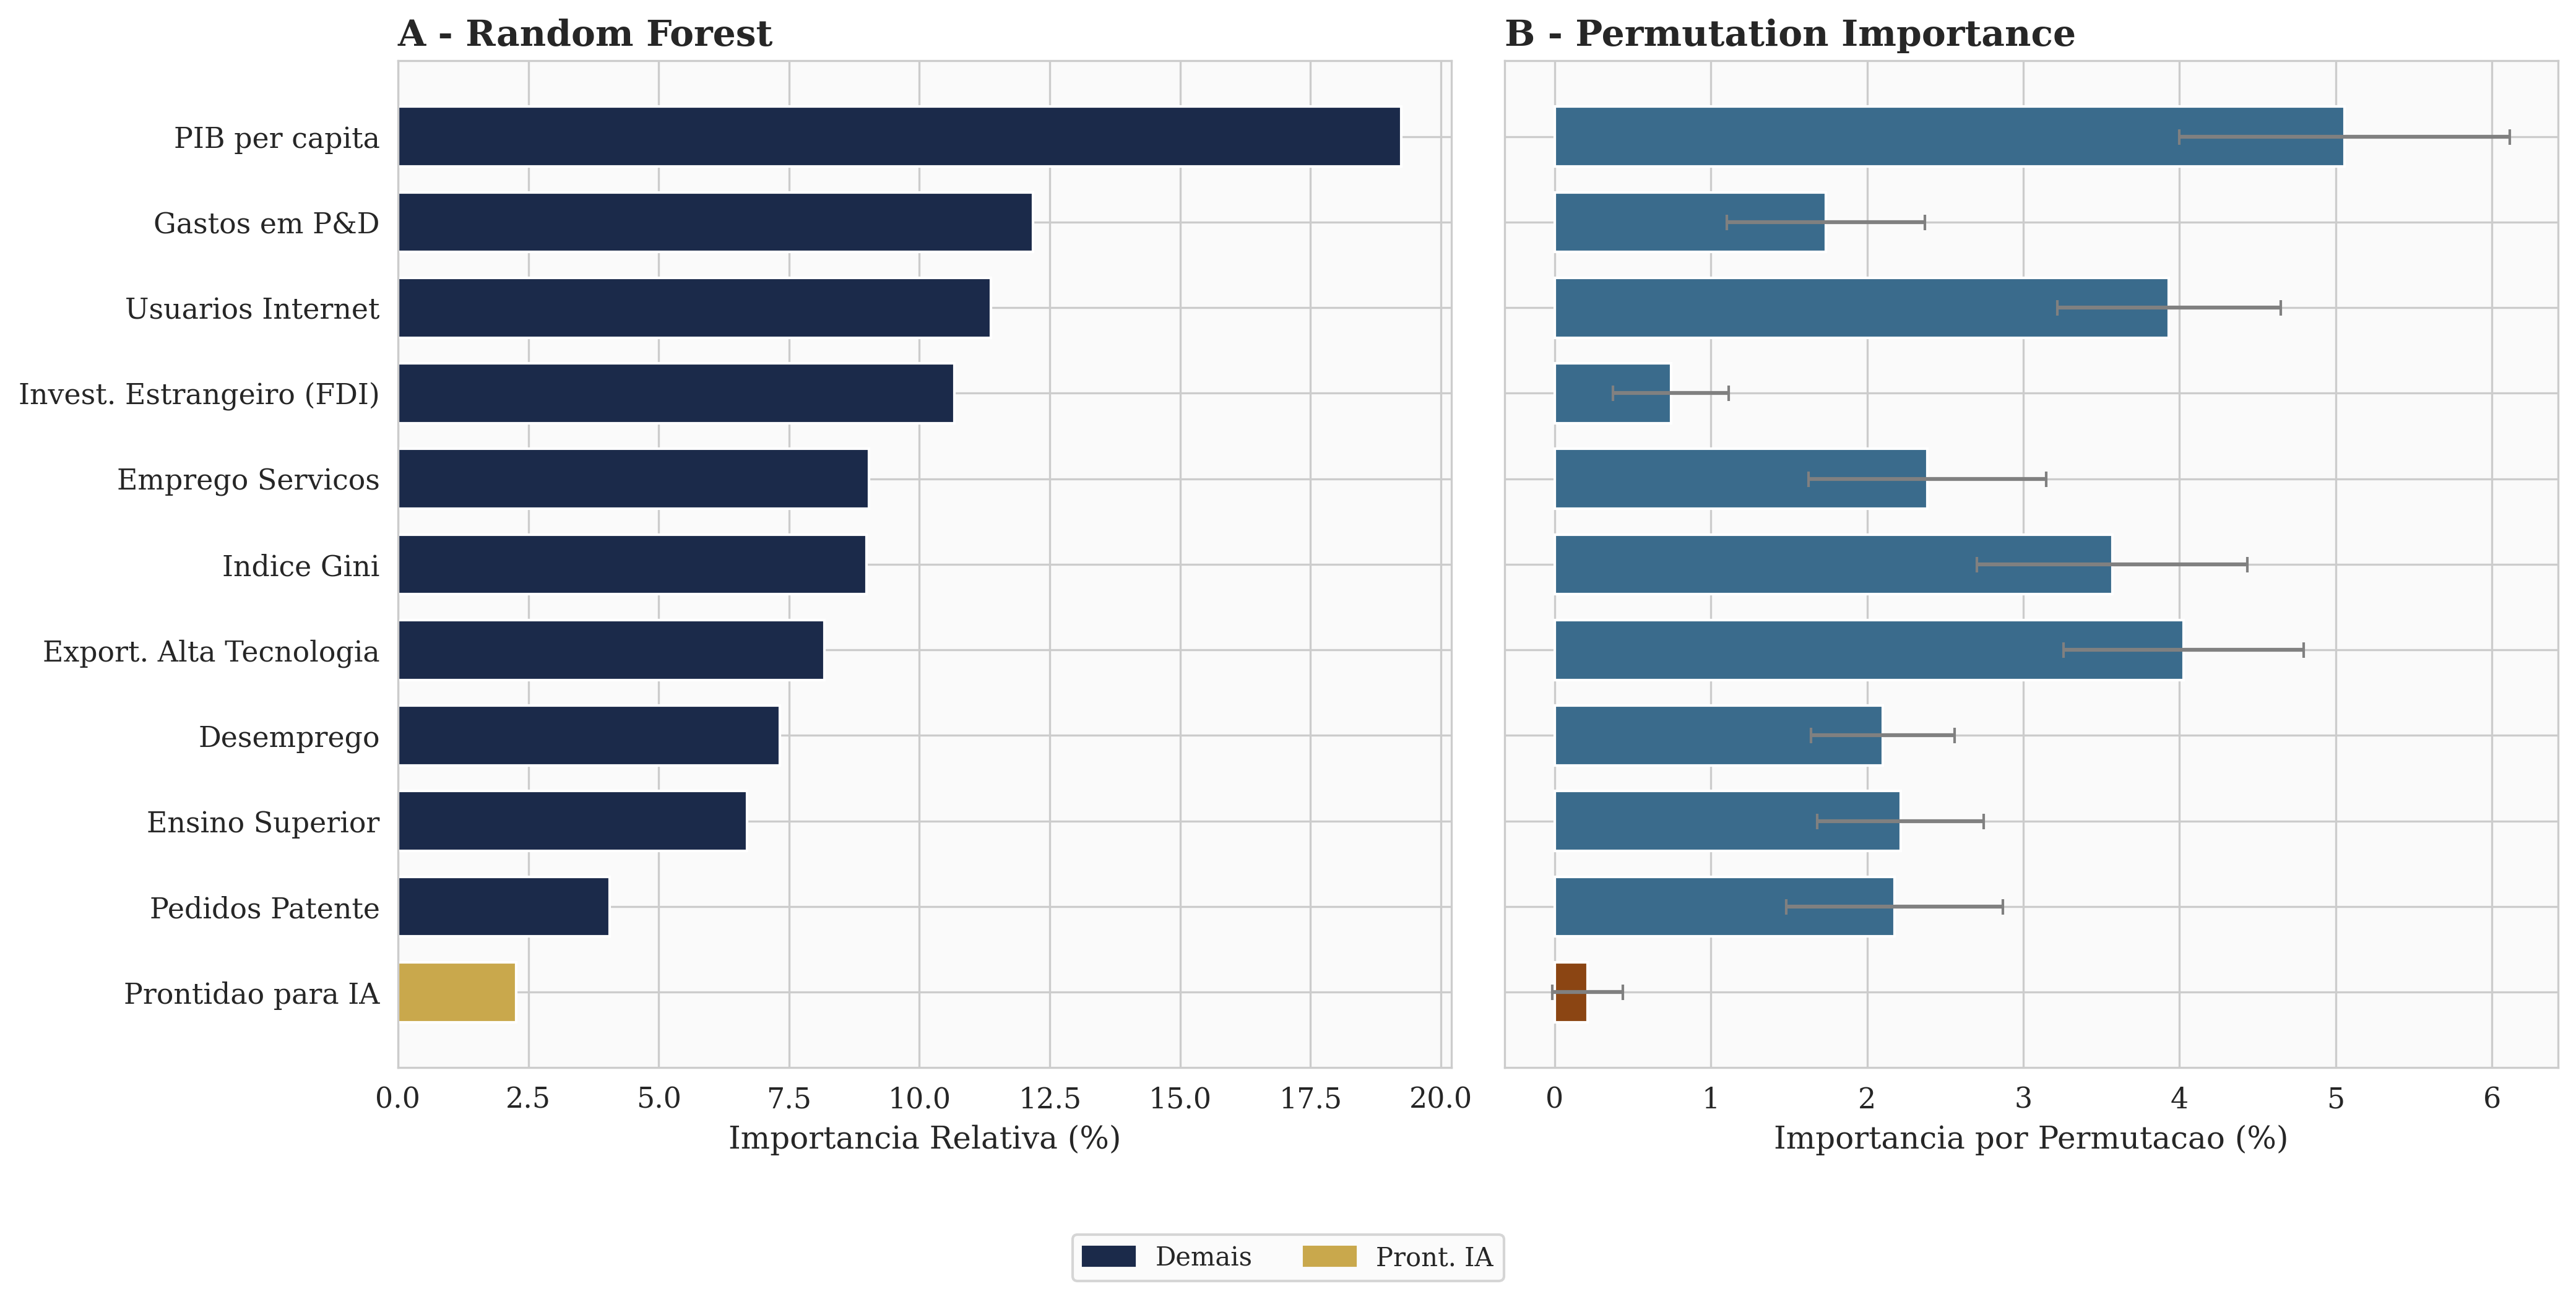 A - Random Forest
B - Permutation Importance
PIB per capita
Gastos em P&D
Usuarios Internet
Invest. Estrangeiro (FDI)
Emprego Servicos
Indice Gini
Export. Alta Tecnologia
Desemprego
Ensino Superior
Pedidos Patente
Prontidao para IA
0.0 2.5 5.0 7.5 10.0 12.5 15.0 17.5 20.0
0 1 2 3 4 5 6
Importancia Relativa (%)
Importancia por Permutacao (%)
Demais
Pront. IA